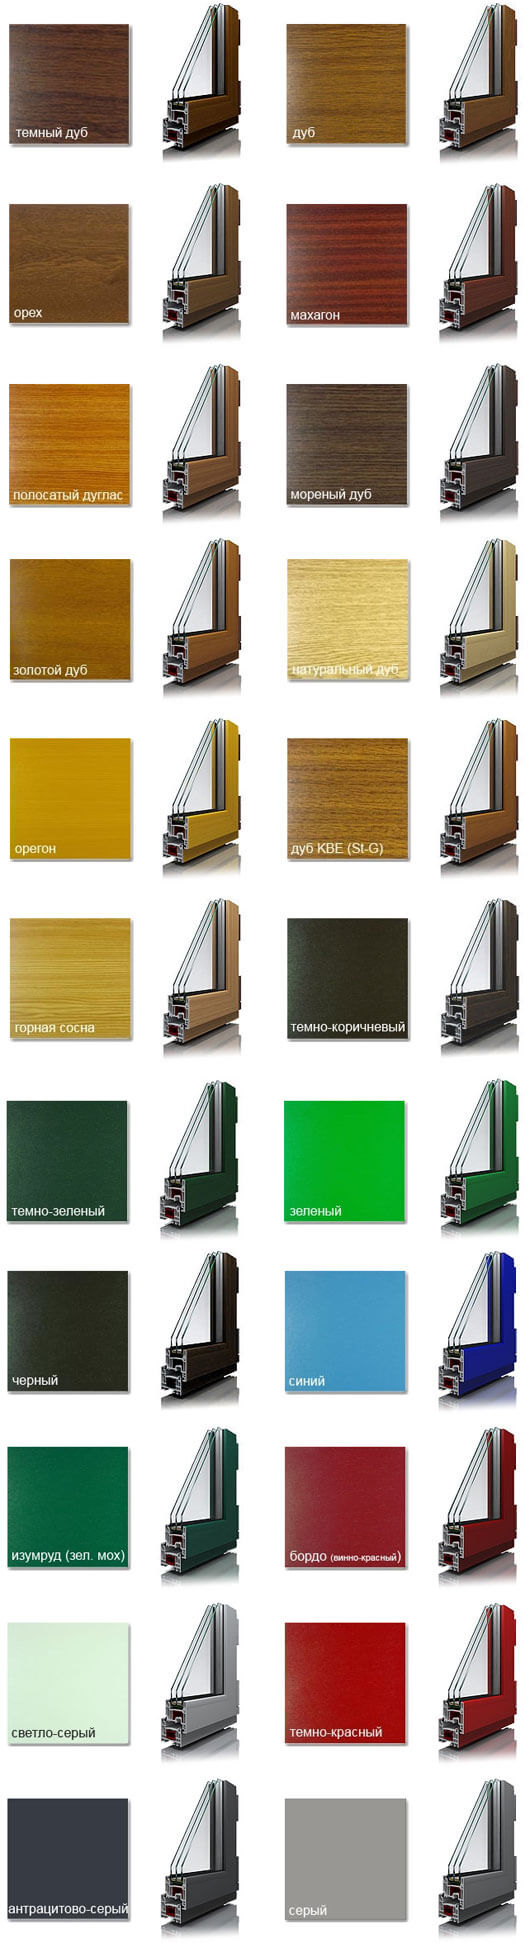 темный дуб
дуб
орех
махагон
полосатый дуглас
мореный дуб
золотой дуб
натуральный дуб
орегон
дуб KBE (St-G)
горная сосна
темно-коричневый
темно-зеленый
зеленый
черный
синий
изумруд (зел. мох)
бордо (винно-красный)
светло-серый
темно-красный
антрацитово-серый
серый